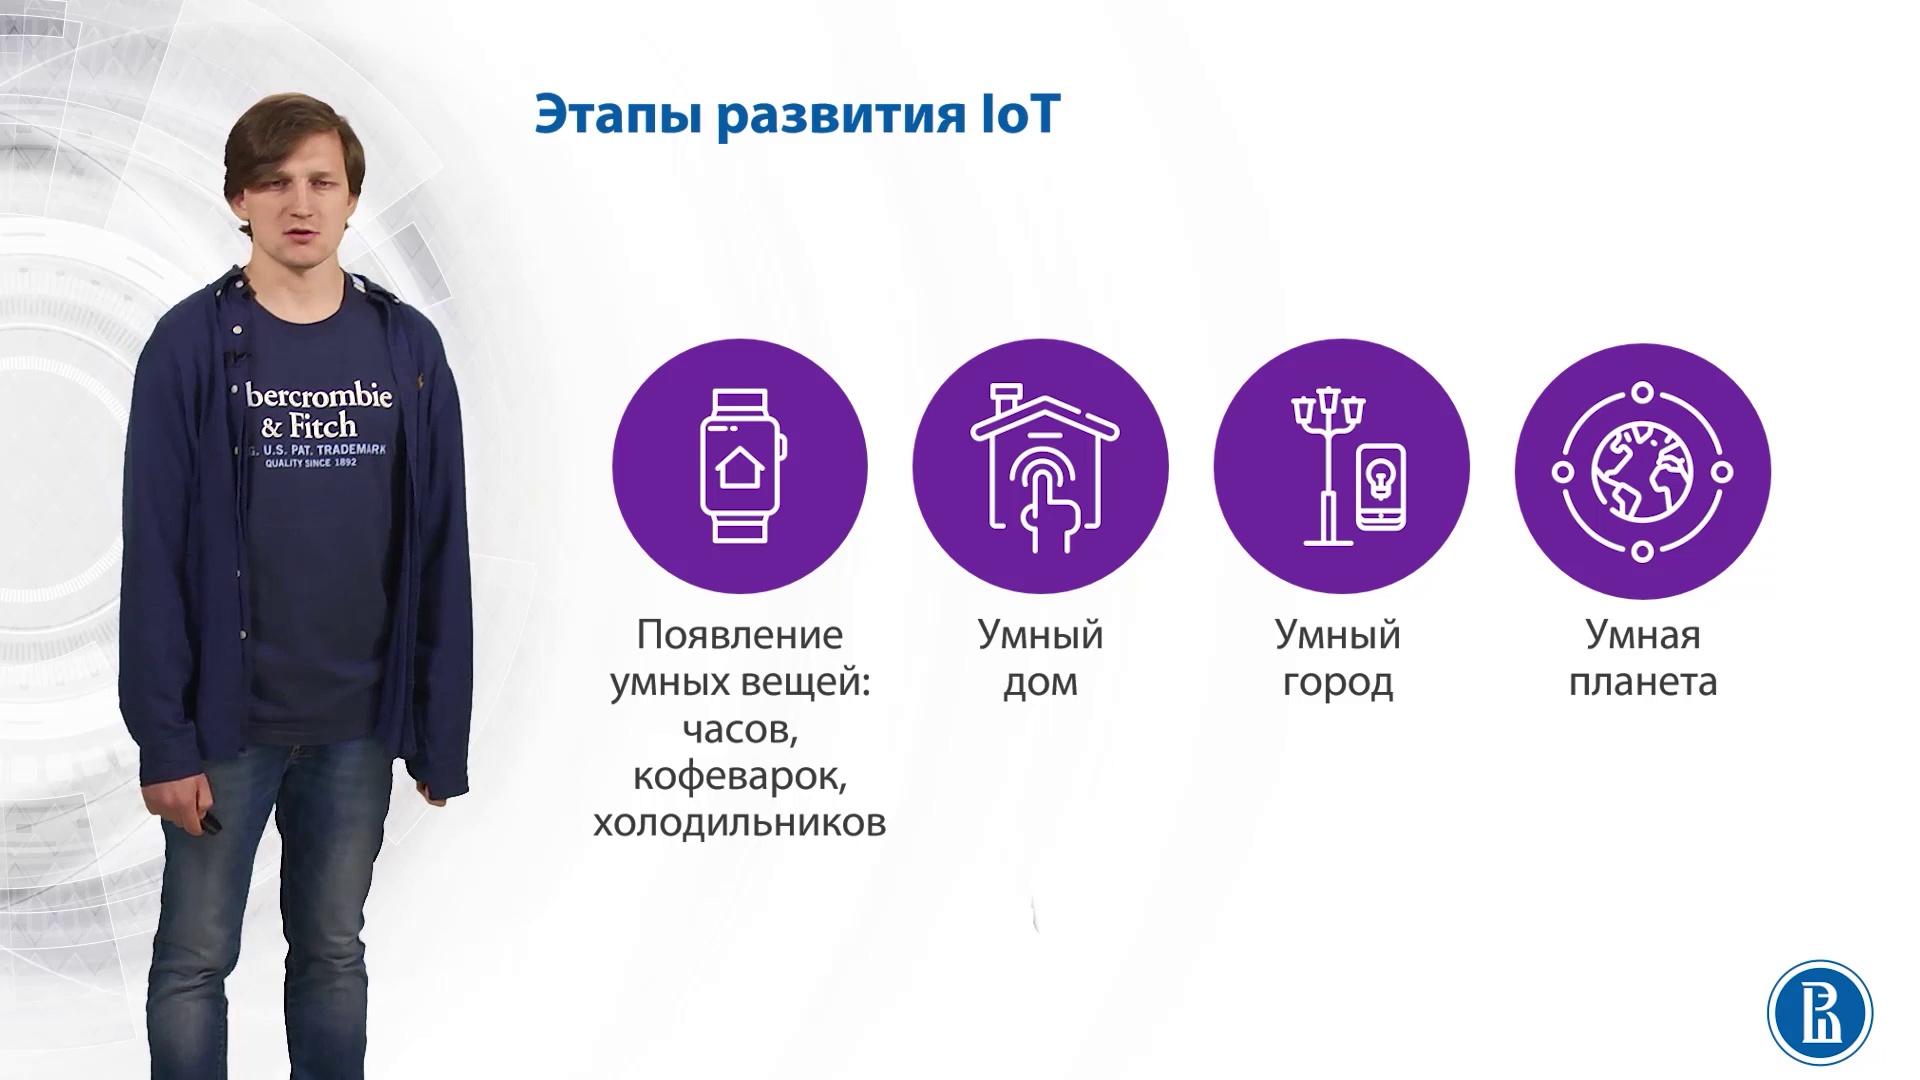 Этапы развития IoT
bercrombie
& Fitch
U.S. PAT. TRADEMARK
QUALITY SINCE 1892
Появление
умных вещей:
часов,
кофеварок,
холодильников
Умный
дом
Умный
город
Умная
планета